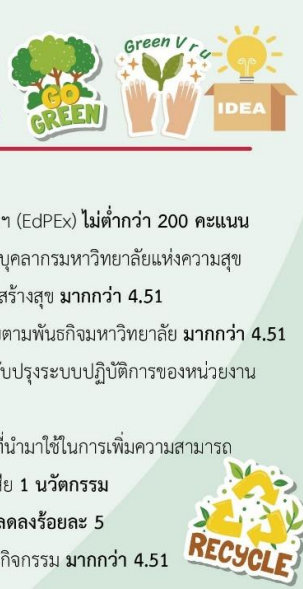 GO
GREEN
Green Vru
IDEA
ฯ (EdPEx) ไม่ต่ำกว่า 200 คะแนน
บุคลากรมหาวิทยาลัยแห่งความสุข
สร้างสุข มากกว่า 4.51
ตามพันธกิจมหาวิทยาลัย มากกว่า 4.51
ับปรุงระบบปฏิบัติการของหน่วยงาน
ที่นำมาใช้ในการเพิ่มความสามารถ
ีย 1 นวัตกรรม
ลดลงร้อยละ 5
กิจกรรม มากกว่า 4.51
RECYCLE